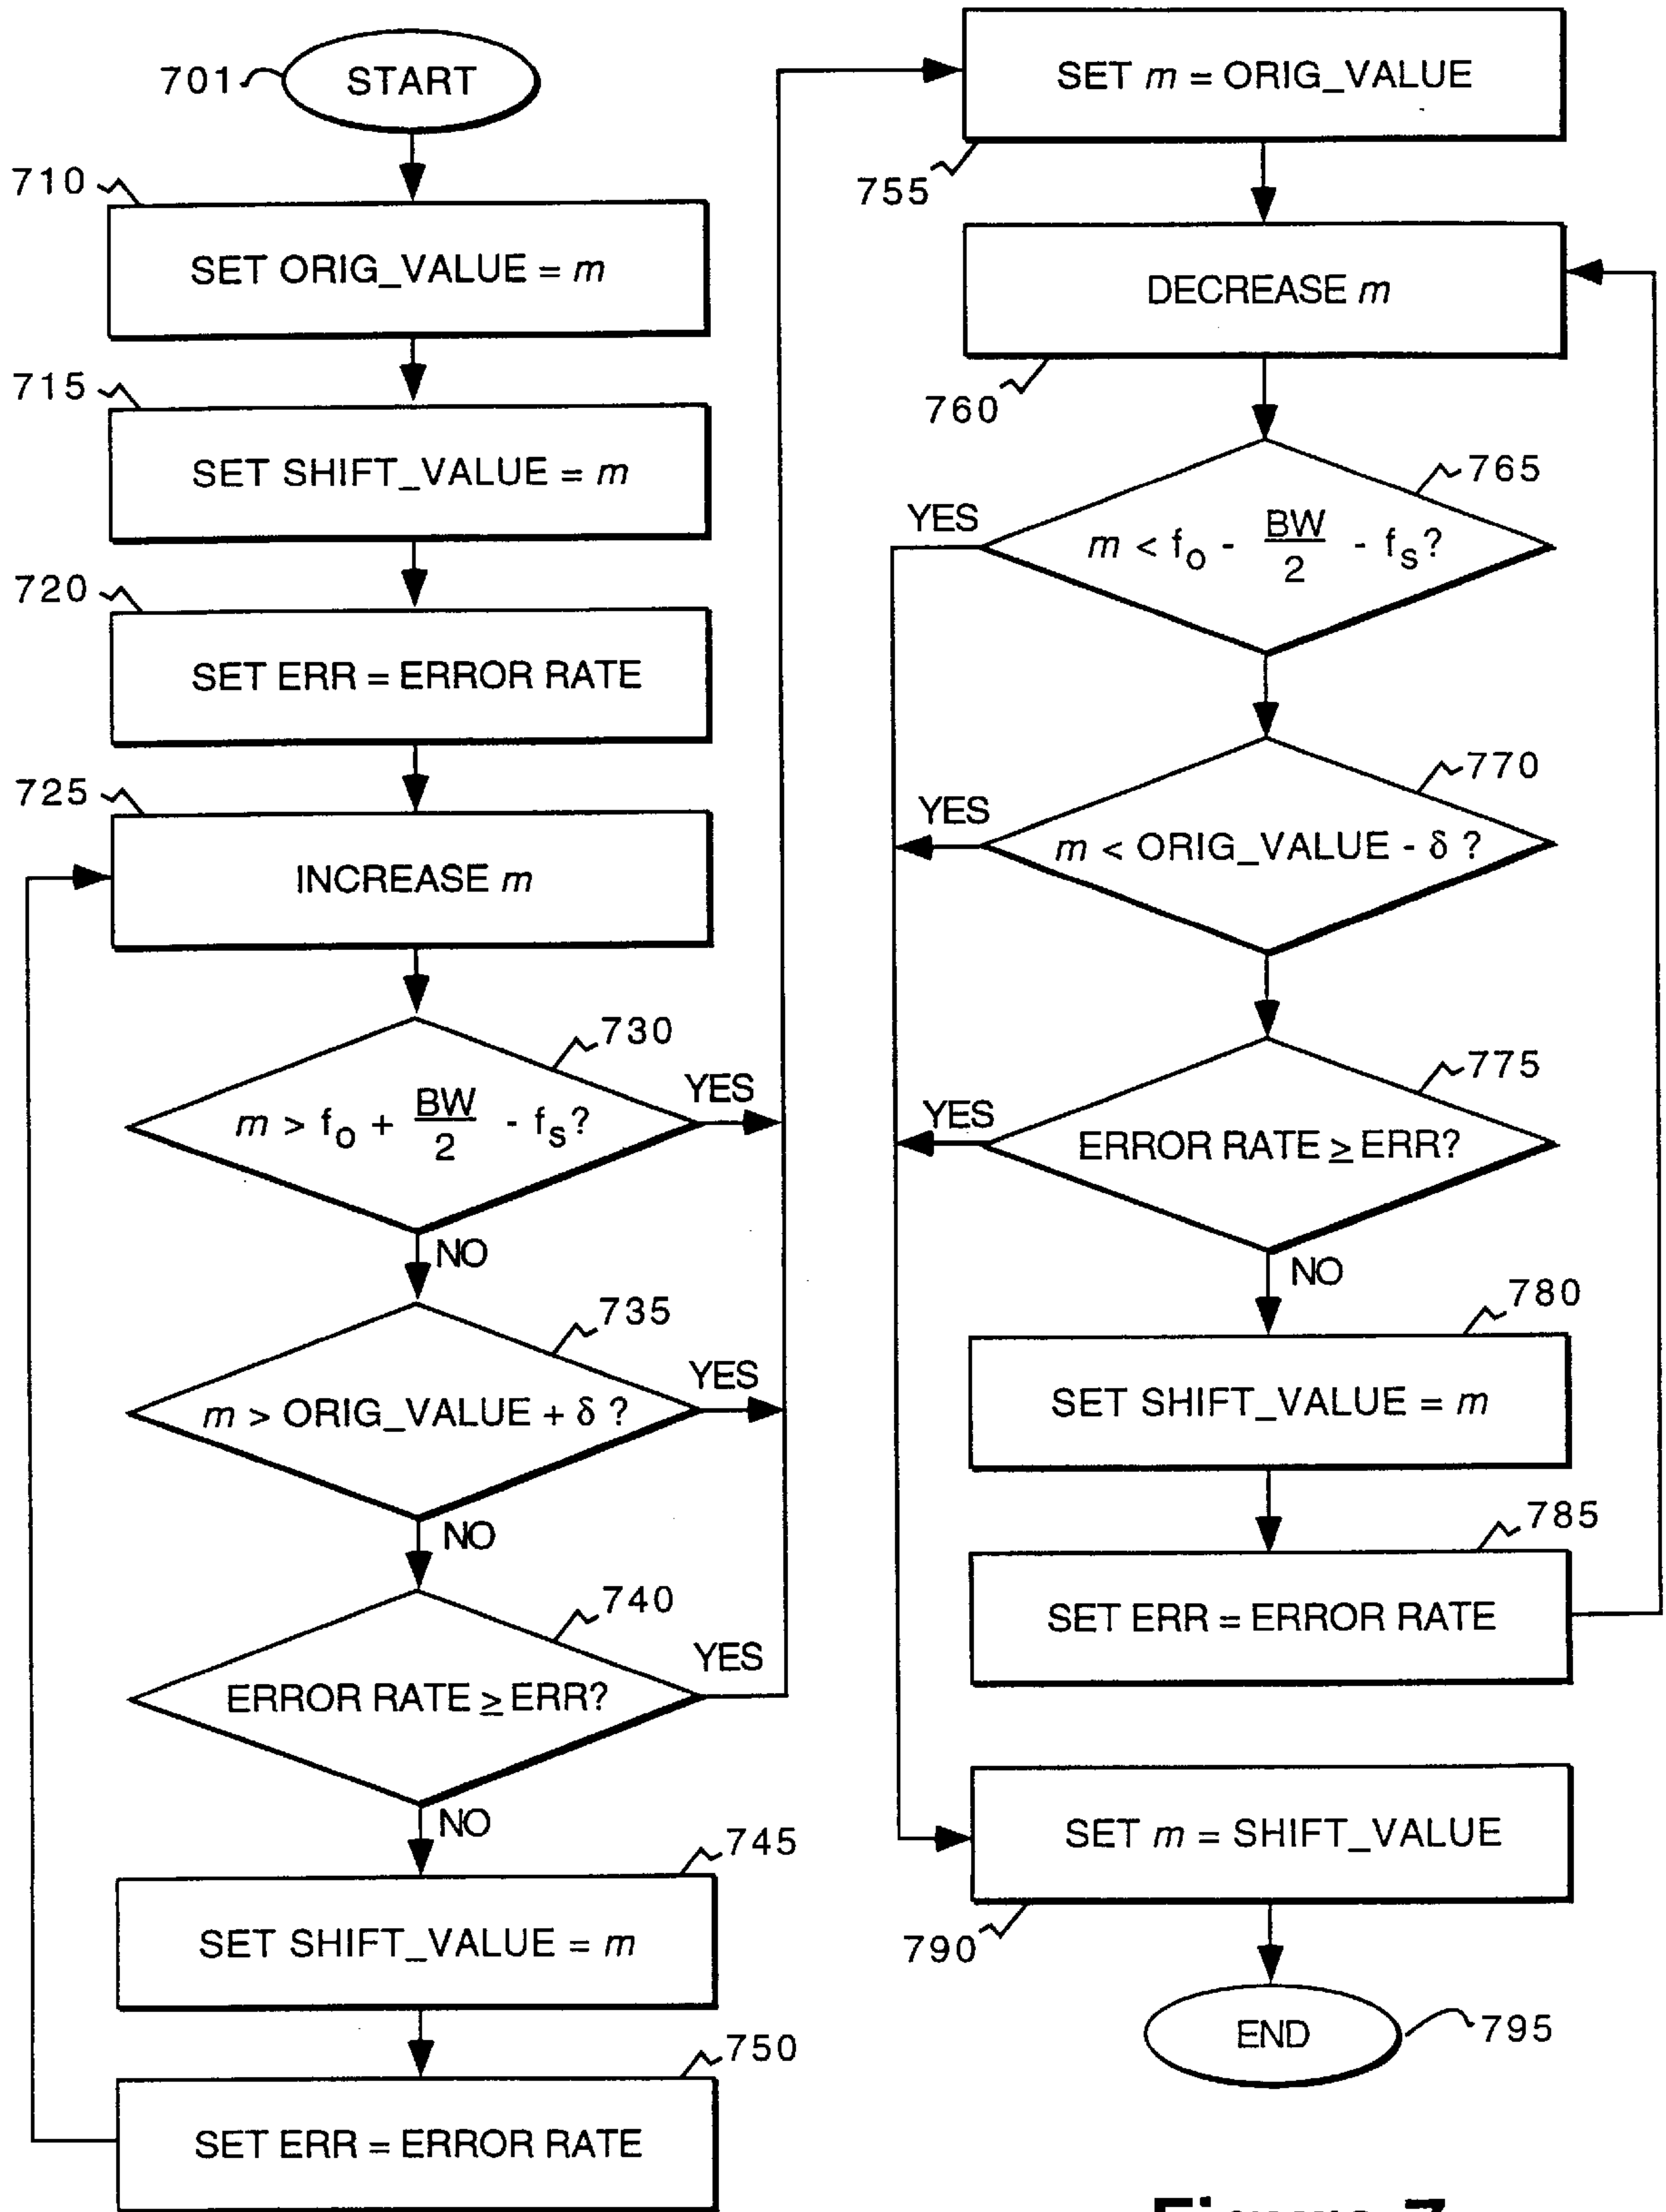 701
START
710
SET ORIG_VALUE = m
715
SET SHIFT_VALUE = m
720
SET ERR = ERROR RATE
725
INCREASE m
730
m > fo + BW/2 - fs?
YES
NO
735
m > ORIG_VALUE + δ ?
YES
NO
740
ERROR RATE ≥ ERR?
YES
NO
745
SET SHIFT_VALUE = m
750
SET ERR = ERROR RATE
SET m = ORIG_VALUE
755
DECREASE m
760
765
YES
m < fo - BW/2 - fs?
770
YES
m < ORIG_VALUE - δ ?
775
YES
ERROR RATE ≥ ERR?
NO
780
SET SHIFT_VALUE = m
785
SET ERR = ERROR RATE
SET m = SHIFT_VALUE
790
END
795
Figure 7